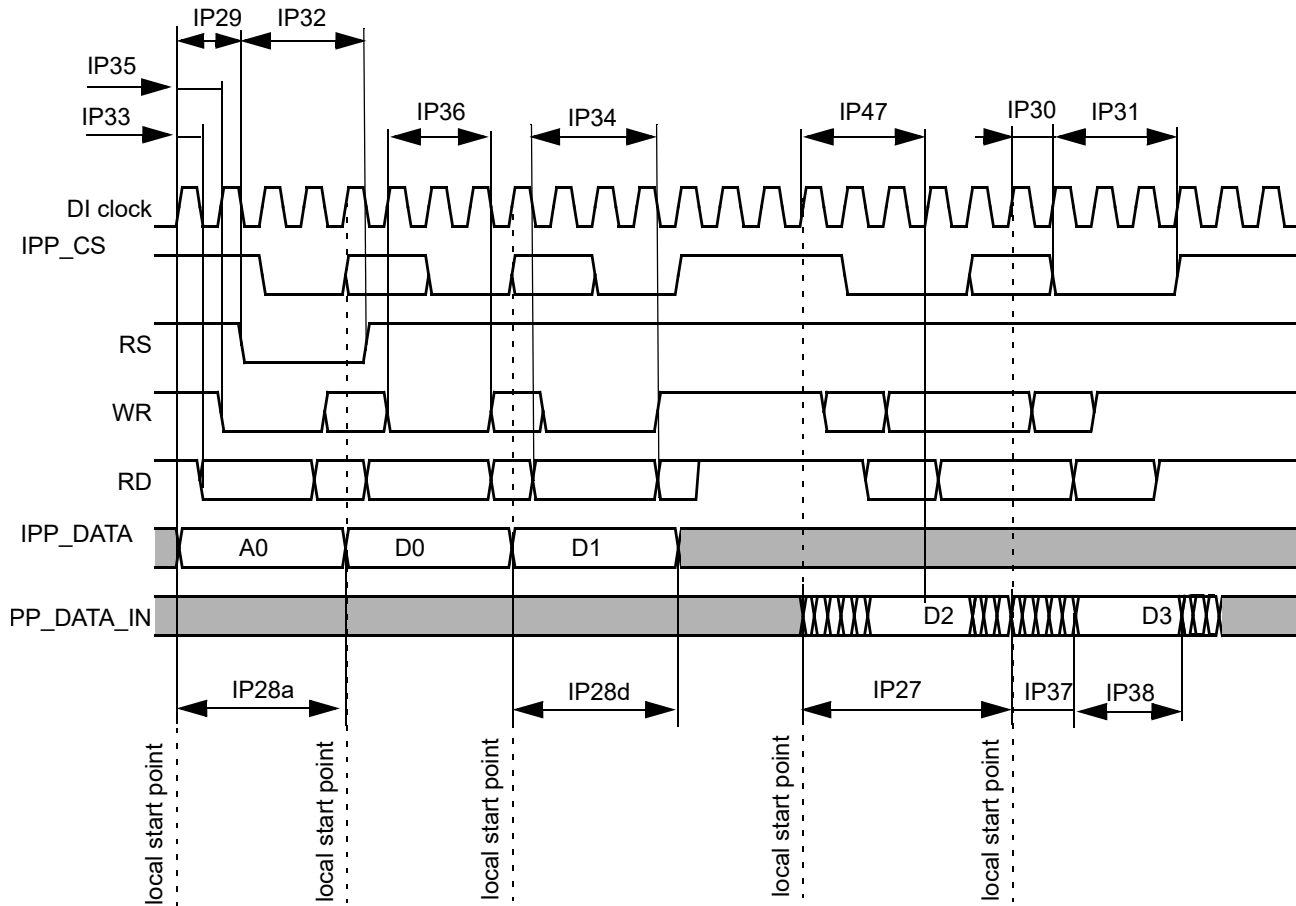 IP29 IP32
IP35
IP33
IP36 IP34 IP47 IP30 IP31
DI clock
IPP_CS
RS
WR
RD
IPP_DATA A0 D0 D1
PP_DATA_IN D2 D3
IP28a IP28d IP27 IP37 IP38
local start point
local start point
local start point
local start point
local start point